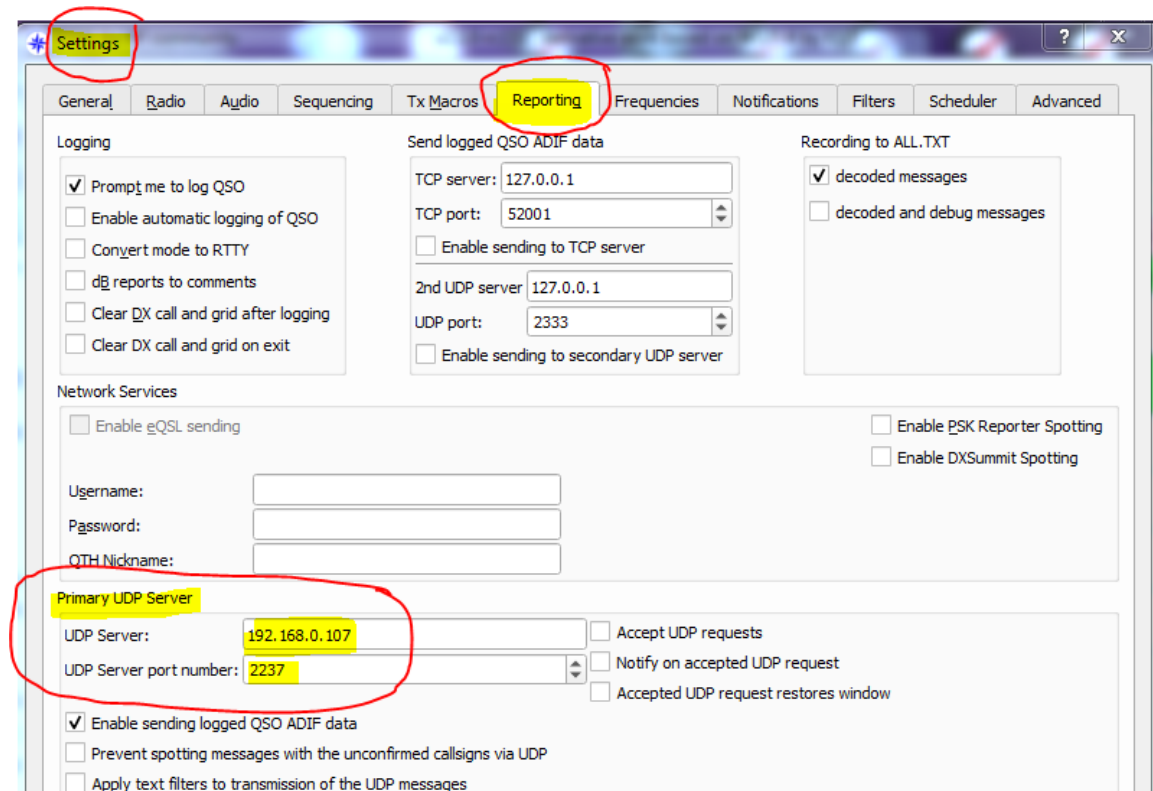 Settings
? X
General Radio Audio Sequencing Tx Macros Reporting Frequencies Notifications Filters Scheduler Advanced
Logging
Prompt me to log QSO
Enable automatic logging of QSO
Convert mode to RTTY
dB reports to comments
Clear DX call and grid after logging
Clear DX call and grid on exit
Send logged QSO ADIF data
TCP server: 127.0.0.1
TCP port: 52001
Enable sending to TCP server
2nd UDP server 127.0.0.1
UDP port: 2333
Enable sending to secondary UDP server
Recording to ALL.TXT
decoded messages
decoded and debug messages
Network Services
Enable eQSL sending
Enable PSK Reporter Spotting
Enable DXSummit Spotting
Username:
Password:
QTH Nickname:
Primary UDP Server
UDP Server: 192.168.0.107
UDP Server port number: 2237
Accept UDP requests
Notify on accepted UDP request
Accepted UDP request restores window
Enable sending logged QSO ADIF data
Prevent spotting messages with the unconfirmed callsigns via UDP
Apply text filters to transmission of the UDP messages